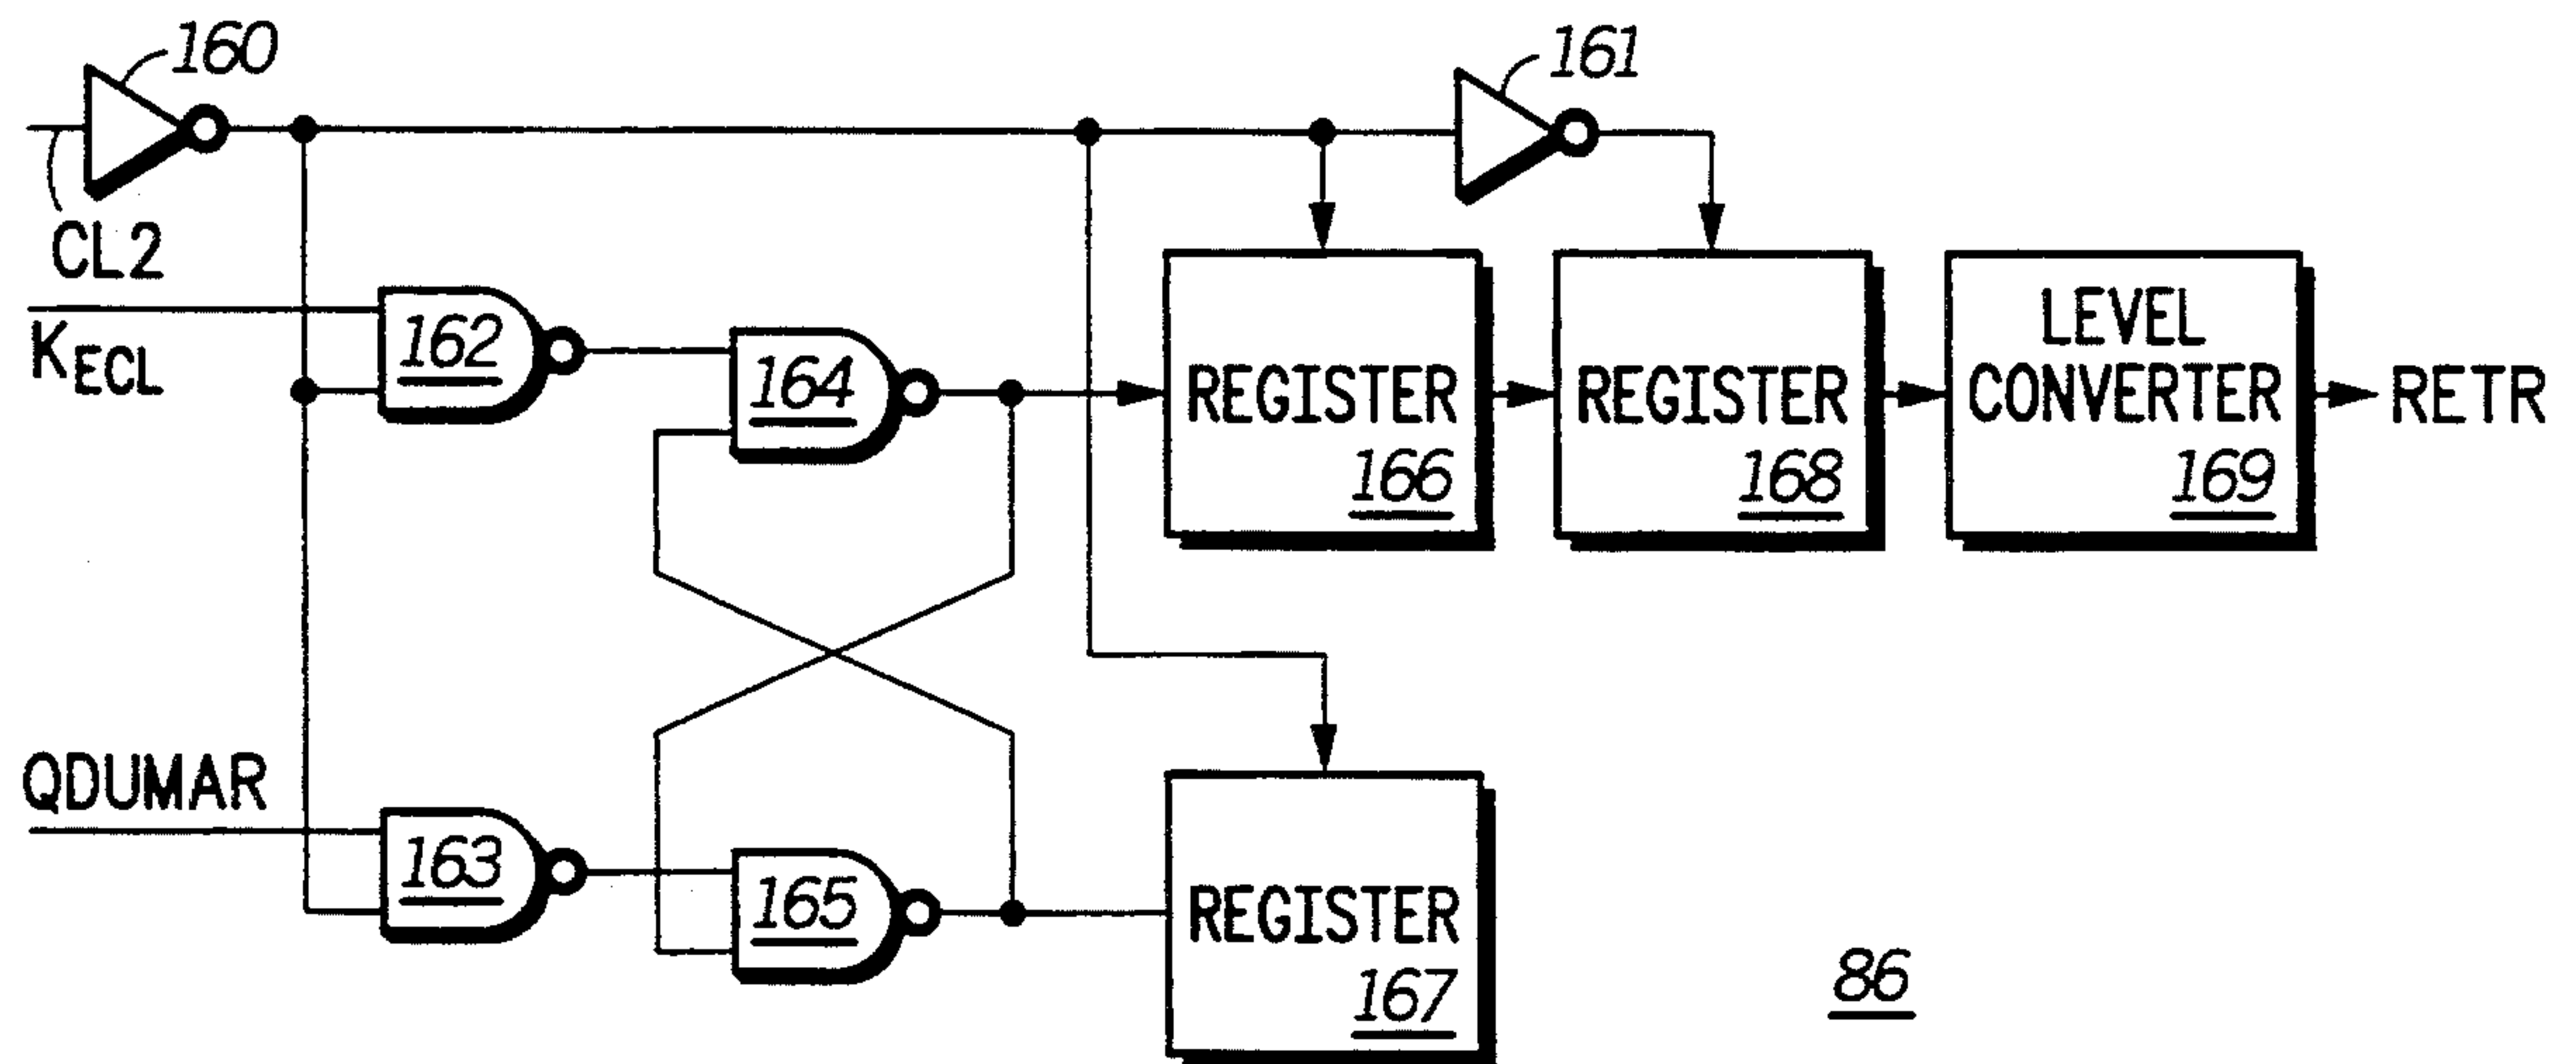 160
161
CL2
K_ECL
162
164
REGISTER
166
REGISTER
168
LEVEL
CONVERTER
169
RETR
QDUMAR
163
165
REGISTER
167
86